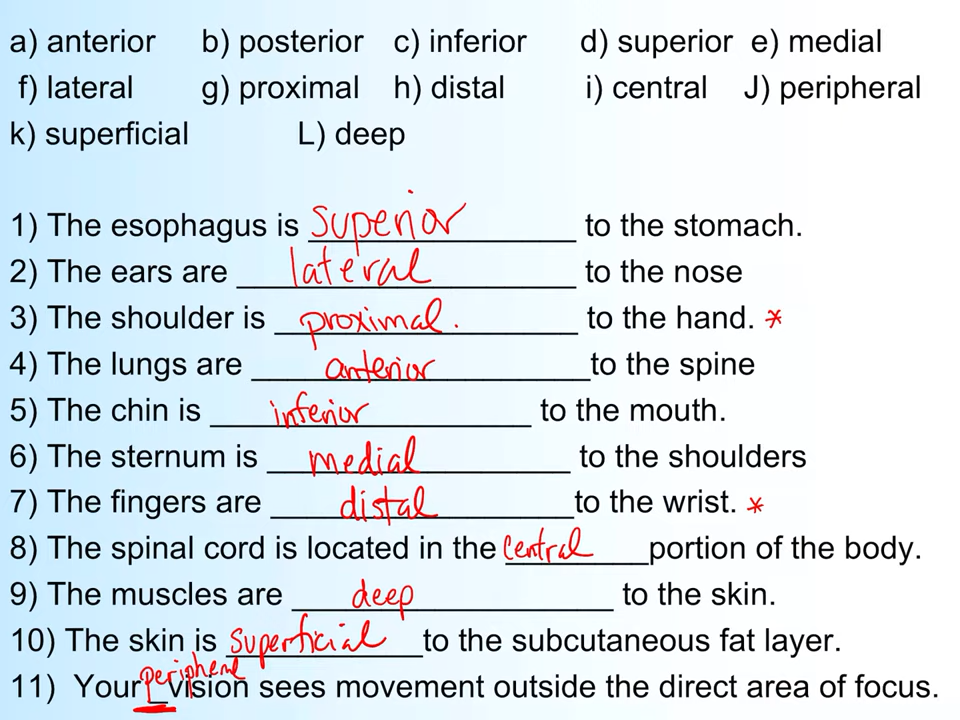 a) anterior b) posterior c) inferior d) superior e) medial
f) lateral g) proximal h) distal i) central J) peripheral
k) superficial L) deep
1) The esophagus is superior to the stomach.
2) The ears are lateral to the nose
3) The shoulder is proximal. to the hand. *
4) The lungs are anterior to the spine
5) The chin is inferior to the mouth.
6) The sternum is medial to the shoulders
7) The fingers are distal to the wrist. *
8) The spinal cord is located in the central portion of the body.
9) The muscles are deep to the skin.
10) The skin is superficial to the subcutaneous fat layer.
11) Your vision sees movement outside the direct area of focus.